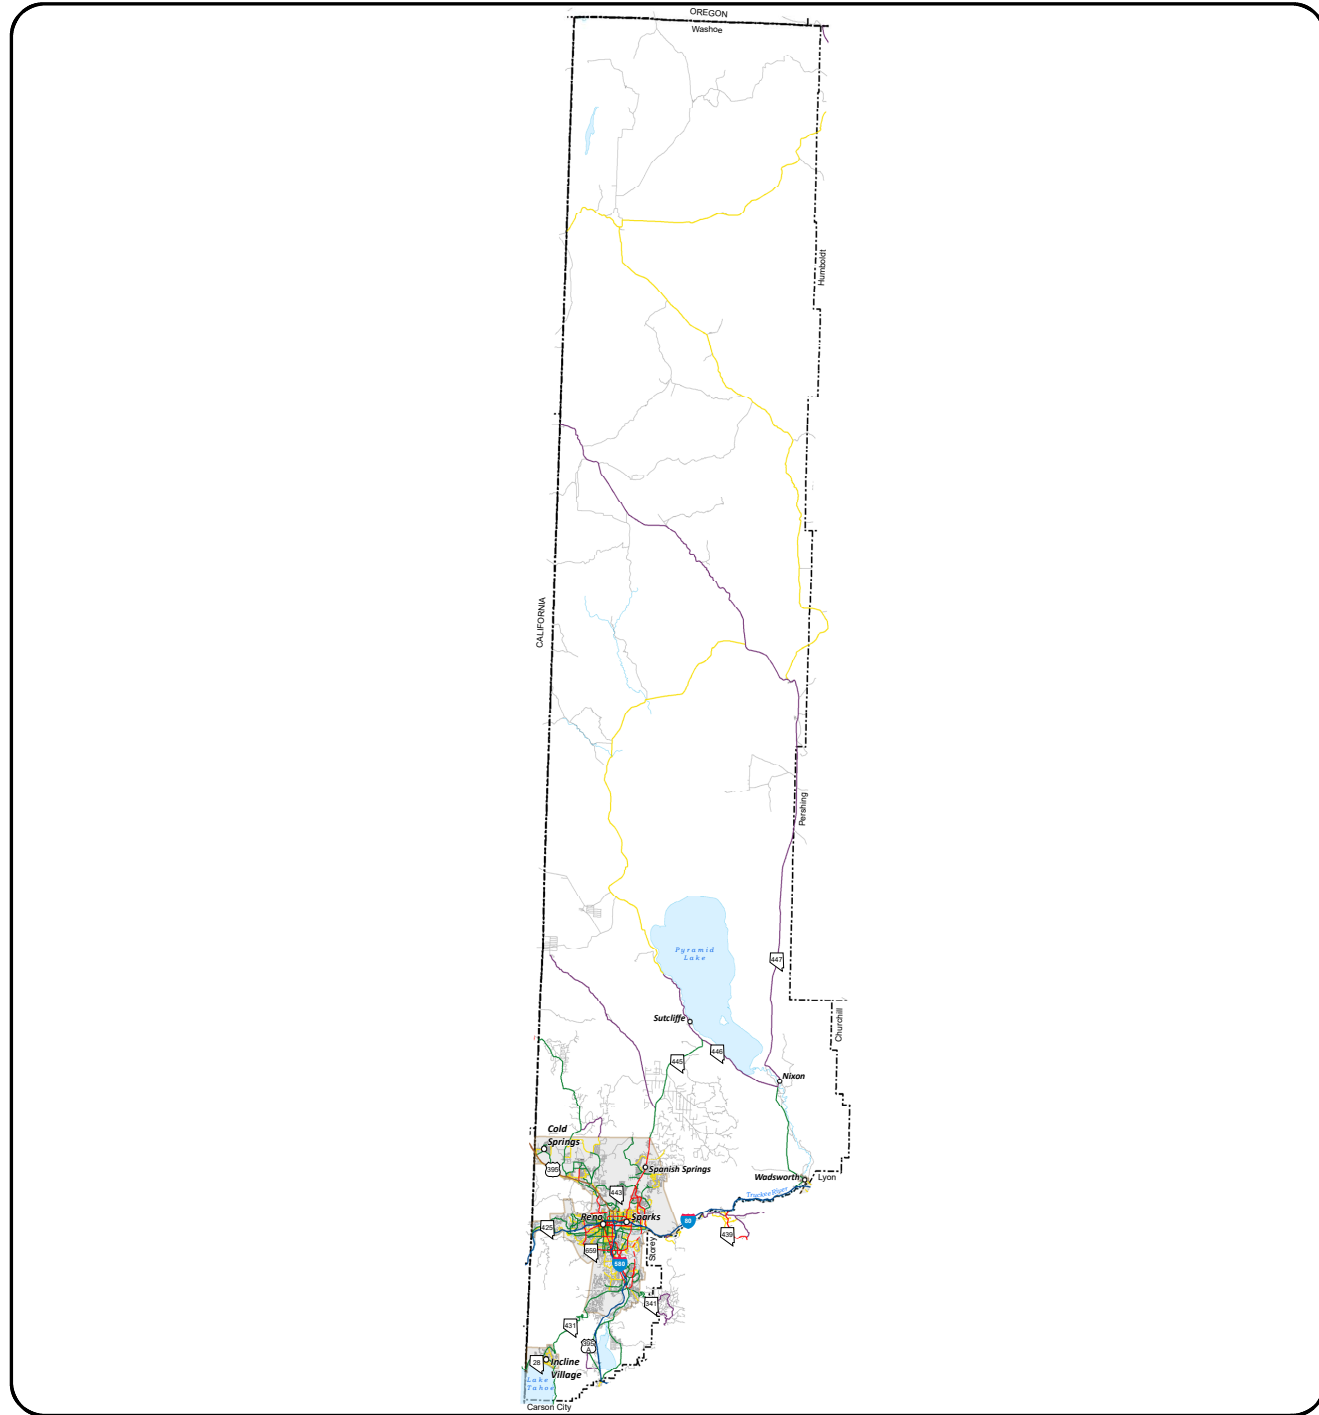 OREGON
Washoe
Humboldt
CALIFORNIA
Pershing
Pyramid
Lake
447
Sutcliffe
Churchill
446
445
Nixon
Cold
Springs
395
Spanish Springs
Wadsworth
Lyon
443
Truckee River
Reno
Sparks
80
425
439
659
Storey
580
341
431
395
A
28
Incline
Village
Lake
Tahoe
Carson City